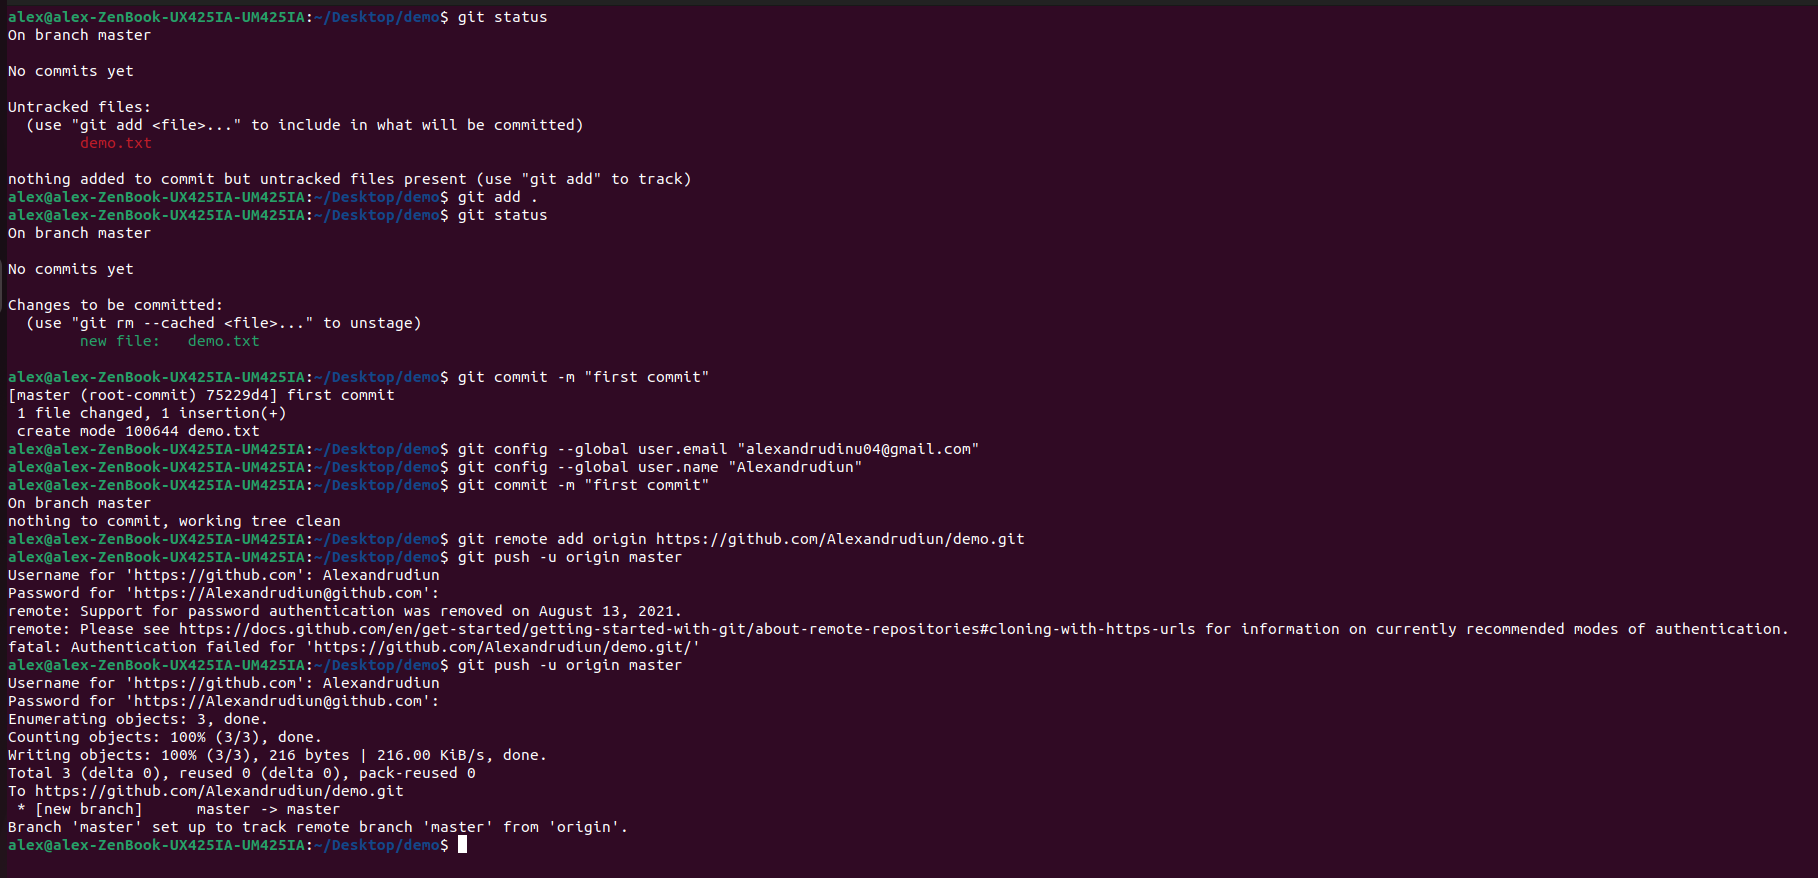 alex@alex-ZenBook-UX425IA-UM425IA:~/Desktop/demo$ git status
On branch master
No commits yet
Untracked files:
  (use "git add <file>..." to include in what will be committed)
        demo.txt
nothing added to commit but untracked files present (use "git add" to track)
alex@alex-ZenBook-UX425IA-UM425IA:~/Desktop/demo$ git add .
alex@alex-ZenBook-UX425IA-UM425IA:~/Desktop/demo$ git status
On branch master
No commits yet
Changes to be committed:
  (use "git rm --cached <file>..." to unstage)
        new file:   demo.txt
alex@alex-ZenBook-UX425IA-UM425IA:~/Desktop/demo$ git commit -m "first commit"
[master (root-commit) 75229d4] first commit
 1 file changed, 1 insertion(+)
 create mode 100644 demo.txt
alex@alex-ZenBook-UX425IA-UM425IA:~/Desktop/demo$ git config --global user.email "alexandrudinu04@gmail.com"
alex@alex-ZenBook-UX425IA-UM425IA:~/Desktop/demo$ git config --global user.name "Alexandrudiun"
alex@alex-ZenBook-UX425IA-UM425IA:~/Desktop/demo$ git commit -m "first commit"
On branch master
nothing to commit, working tree clean
alex@alex-ZenBook-UX425IA-UM425IA:~/Desktop/demo$ git remote add origin https://github.com/Alexandrudiun/demo.git
alex@alex-ZenBook-UX425IA-UM425IA:~/Desktop/demo$ git push -u origin master
Username for 'https://github.com': Alexandrudiun
Password for 'https://Alexandrudiun@github.com':
remote: Support for password authentication was removed on August 13, 2021.
remote: Please see https://docs.github.com/en/get-started/getting-started-with-git/about-remote-repositories#cloning-with-https-urls for information on currently recommended modes of authentication.
fatal: Authentication failed for 'https://github.com/Alexandrudiun/demo.git/'
alex@alex-ZenBook-UX425IA-UM425IA:~/Desktop/demo$ git push -u origin master
Username for 'https://github.com': Alexandrudiun
Password for 'https://Alexandrudiun@github.com':
Enumerating objects: 3, done.
Counting objects: 100% (3/3), done.
Writing objects: 100% (3/3), 216 bytes | 216.00 KiB/s, done.
Total 3 (delta 0), reused 0 (delta 0), pack-reused 0
To https://github.com/Alexandrudiun/demo.git
 * [new branch]      master -> master
Branch 'master' set up to track remote branch 'master' from 'origin'.
alex@alex-ZenBook-UX425IA-UM425IA:~/Desktop/demo$